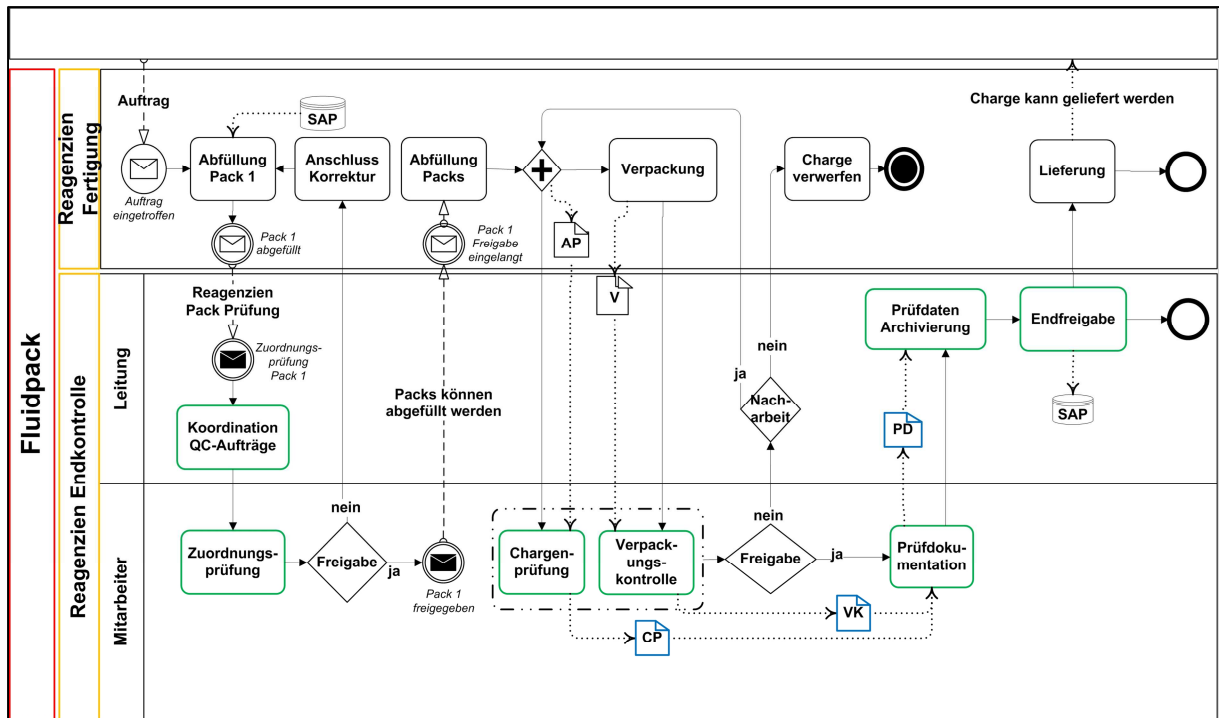 Fluidpack
Reagenzien
Fertigung
Auftrag
Auftrag
eingetroffen
SAP
Abfüllung
Pack 1
Anschluss
Korrektur
Pack 1
abgefüllt
Abfüllung
Packs
Pack 1
Freigabe
eingelangt
AP
Verpackung
V
Charge
verwerfen
Charge kann geliefert werden
Lieferung
Reagenzien Endkontrolle
Leitung
Reagenzien
Pack Prüfung
Zuordnungs-
prüfung
Pack 1
Koordination
QC-Aufträge
Packs können
abgefüllt werden
nein
ja
Nach-
arbeit
Prüfdaten
Archivierung
Endfreigabe
PD
SAP
Mitarbeiter
Zuordnungs-
prüfung
nein
Freigabe
ja
Pack 1
freigegeben
Chargen-
prüfung
Verpack-
ungs-
kontrolle
nein
Freigabe
ja
Prüfdoku-
mentation
VK
CP